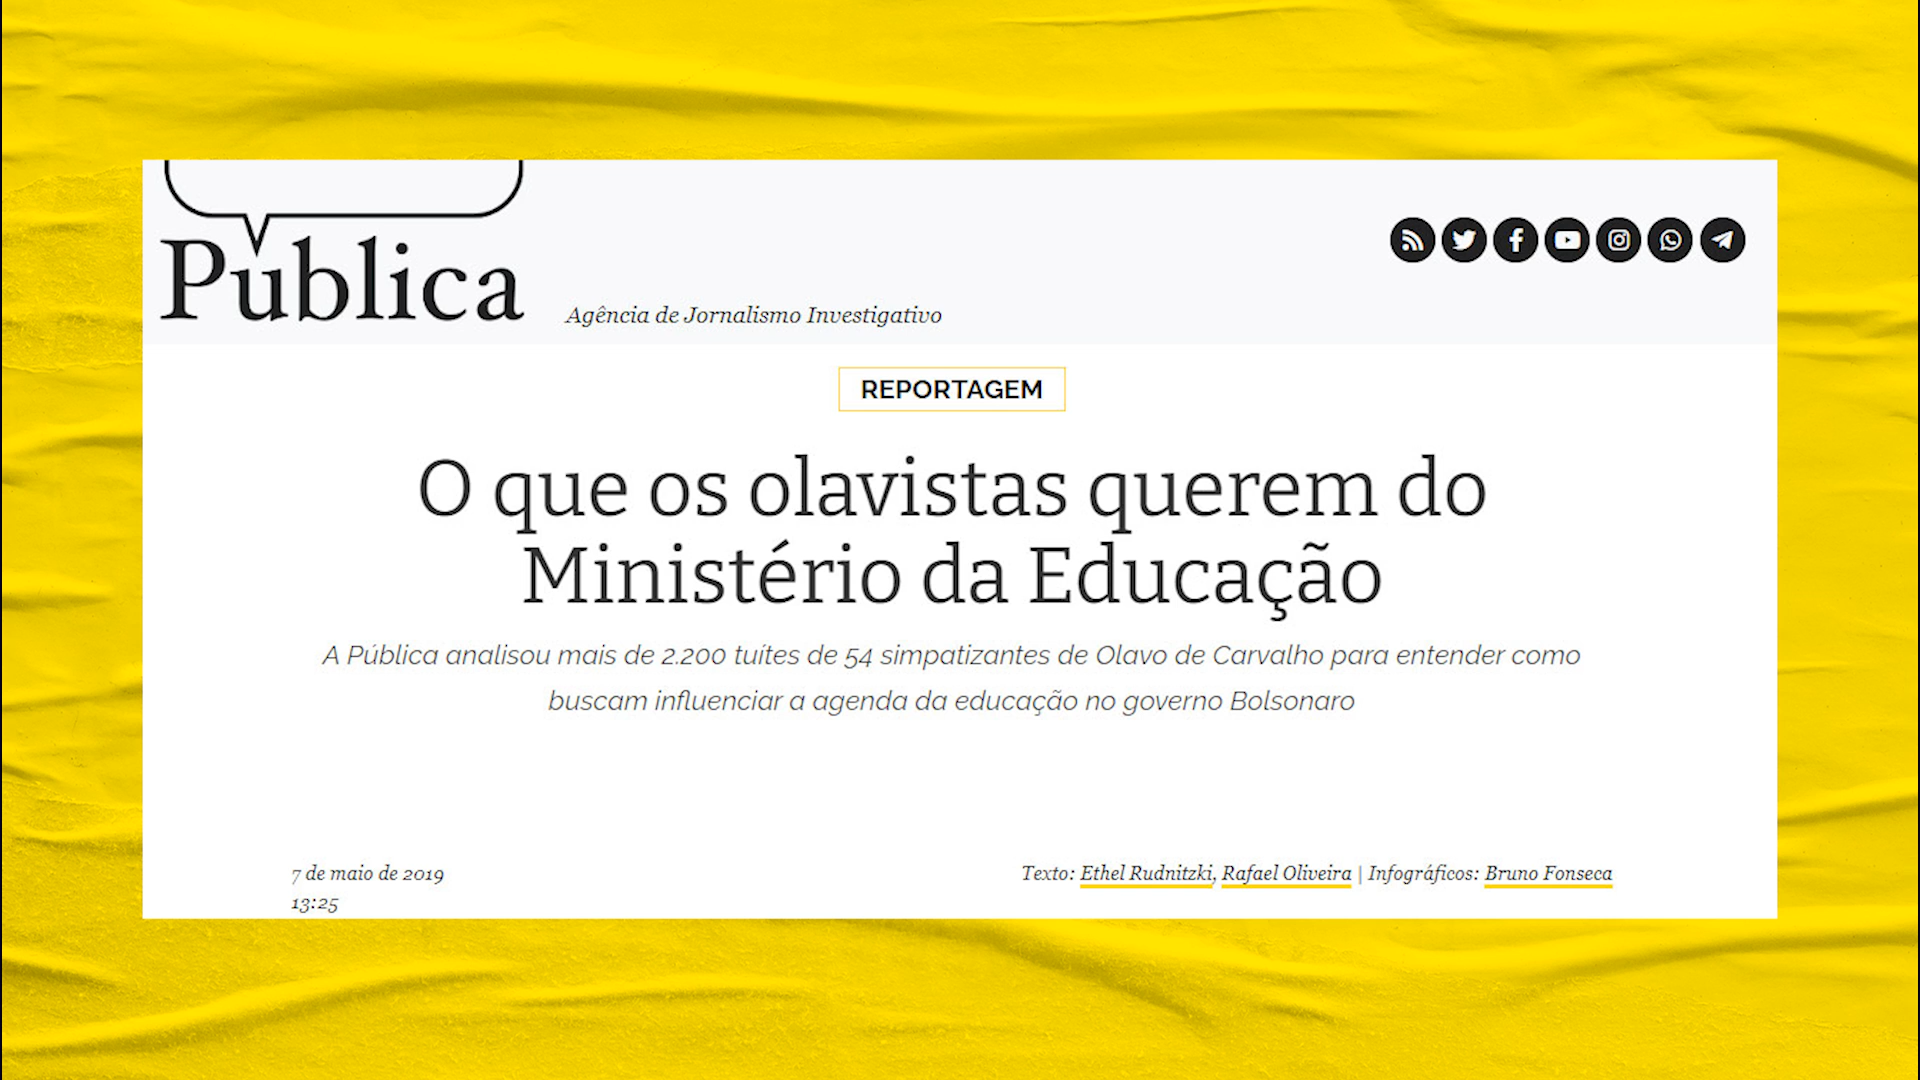 Pública
Agência de Jornalismo Investigativo
REPORTAGEM
O que os olavistas querem do
Ministério da Educação
A Pública analisou mais de 2.200 tuítes de 54 simpatizantes de Olavo de Carvalho para entender como
buscam influenciar a agenda da educação no governo Bolsonaro
7 de maio de 2019
13:25
Texto: Ethel Rudnitzki, Rafael Oliveira | Infográficos: Bruno Fonseca